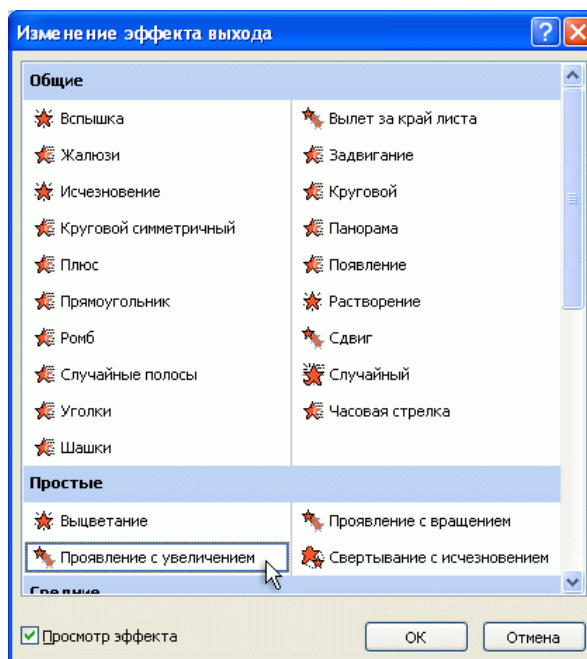 Изменение эффекта выхода
Общие
Вспышка
Вылет за край листа
Жалюзи
Задвигание
Исчезновение
Круговой
Круговой симметричный
Панорама
Плюс
Появление
Прямоугольник
Растворение
Ромб
Сдвиг
Случайные полосы
Случайный
Уголки
Часовая стрелка
Шашки
Простые
Выцветание
Проявление с вращением
Проявление с увеличением
Свертывание с исчезновением
Средние
Просмотр эффекта
ОК
Отмена